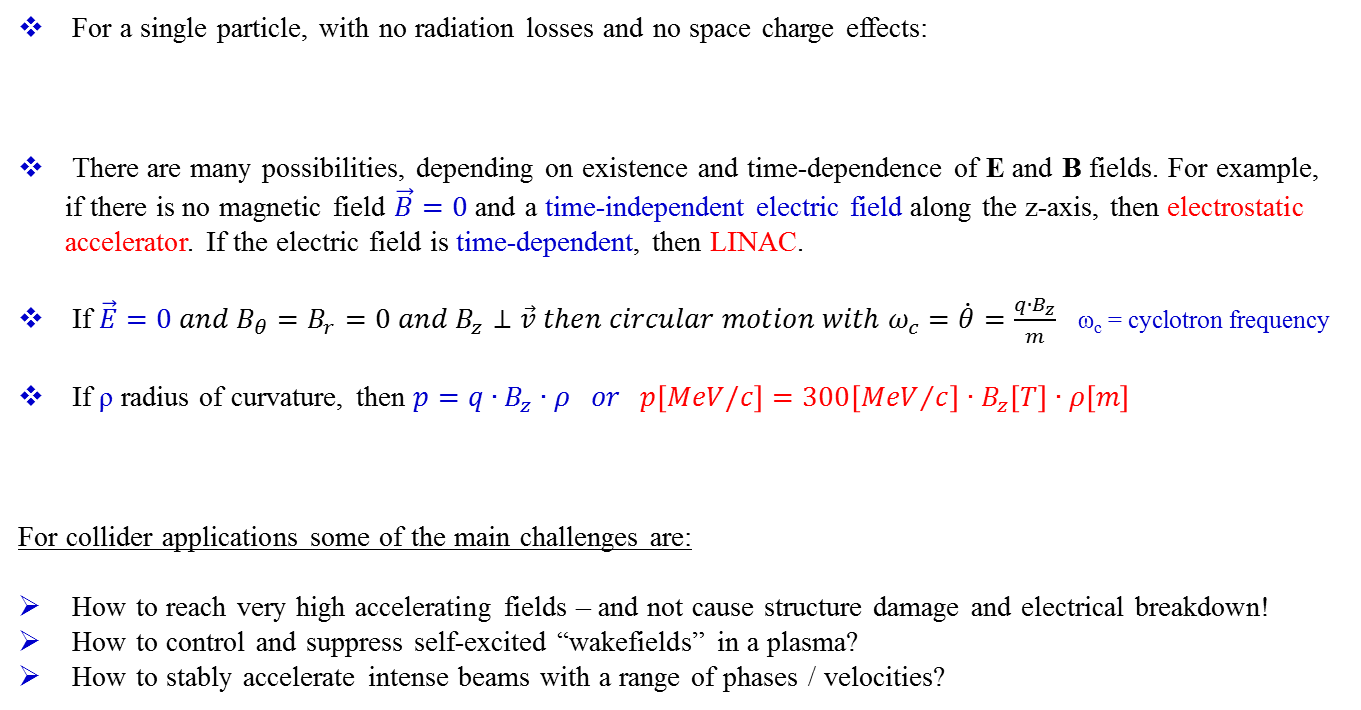 ❖ For a single particle, with no radiation losses and no space charge effects:
❖ There are many possibilities, depending on existence and time-dependence of E and B fields. For example,
if there is no magnetic field B⃗ = 0 and a time-independent electric field along the z-axis, then electrostatic
accelerator. If the electric field is time-dependent, then LINAC.
❖ If E⃗ = 0 and B_θ = B_r = 0 and B_z ⊥ v⃗ then circular motion with ω_c = θ̇ = q·B_z/m ω_c = cyclotron frequency
❖ If ρ radius of curvature, then p = q · B_z · ρ or p[MeV/c] = 300[MeV/c] · B_z[T] · ρ[m]
For collider applications some of the main challenges are:
➢ How to reach very high accelerating fields – and not cause structure damage and electrical breakdown!
➢ How to control and suppress self-excited “wakefields” in a plasma?
➢ How to stably accelerate intense beams with a range of phases / velocities?